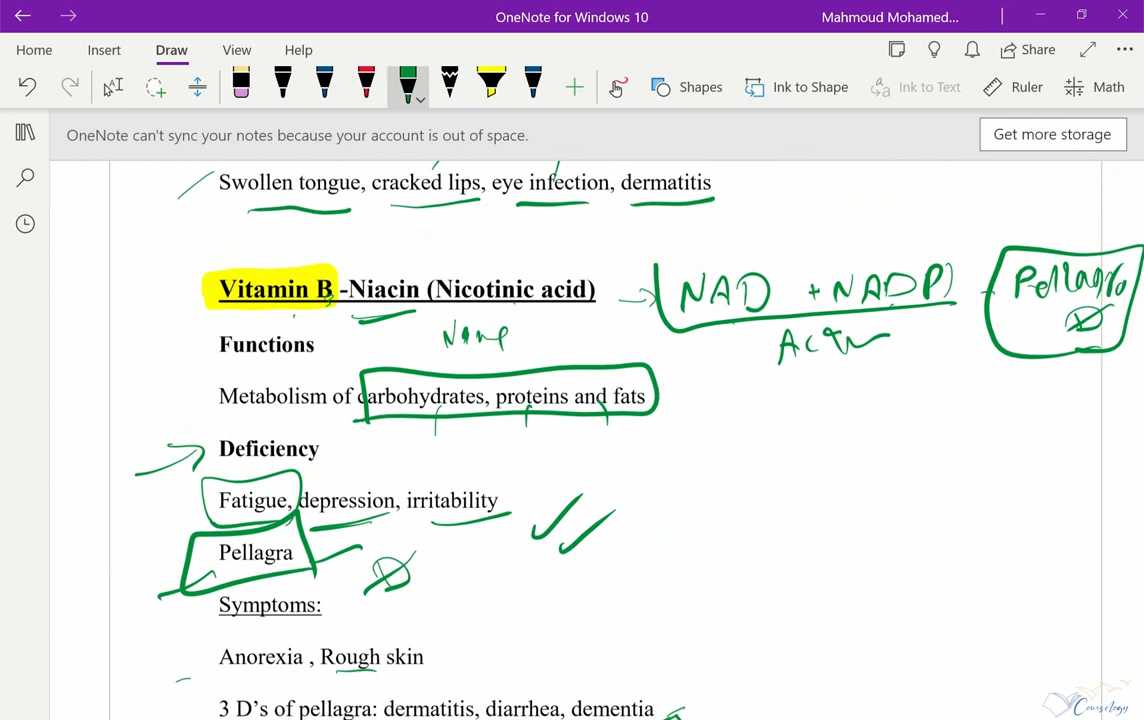 OneNote for Windows 10
Mahmoud Mohamed...
Home Insert Draw View Help Share
Shapes Ink to Shape Ink to Text Ruler Math
OneNote can't sync your notes because your account is out of space.
Get more storage
Swollen tongue, cracked lips, eye infection, dermatitis
Vitamin B3 -Niacin (Nicotinic acid)
NAD + NADP
Pellagra
D
Name
Functions
Metabolism of carbohydrates, proteins and fats
Deficiency
Fatigue, depression, irritability
Pellagra
D
Symptoms:
Anorexia , Rough skin
3 D's of pellagra: dermatitis, diarrhea, dementia
Coursology